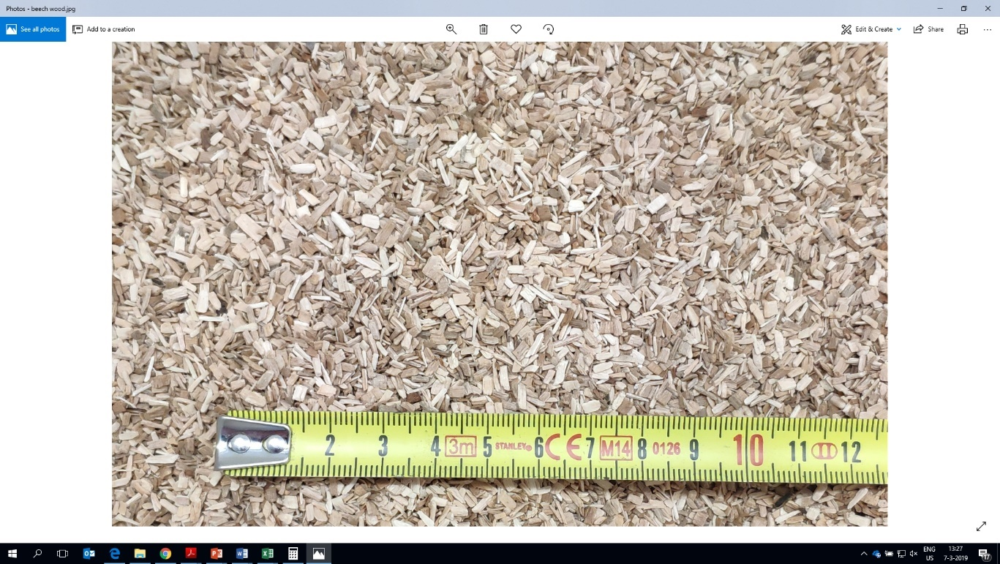 Photos - beech wood.jpg
See all photos
Add to a creation
Edit & Create
Share
2 3 4 3m 5 STANLEY® 6 CE 7 M14 8 0126 9 10 11 12
ENG
US
13:27
7-3-2019
17